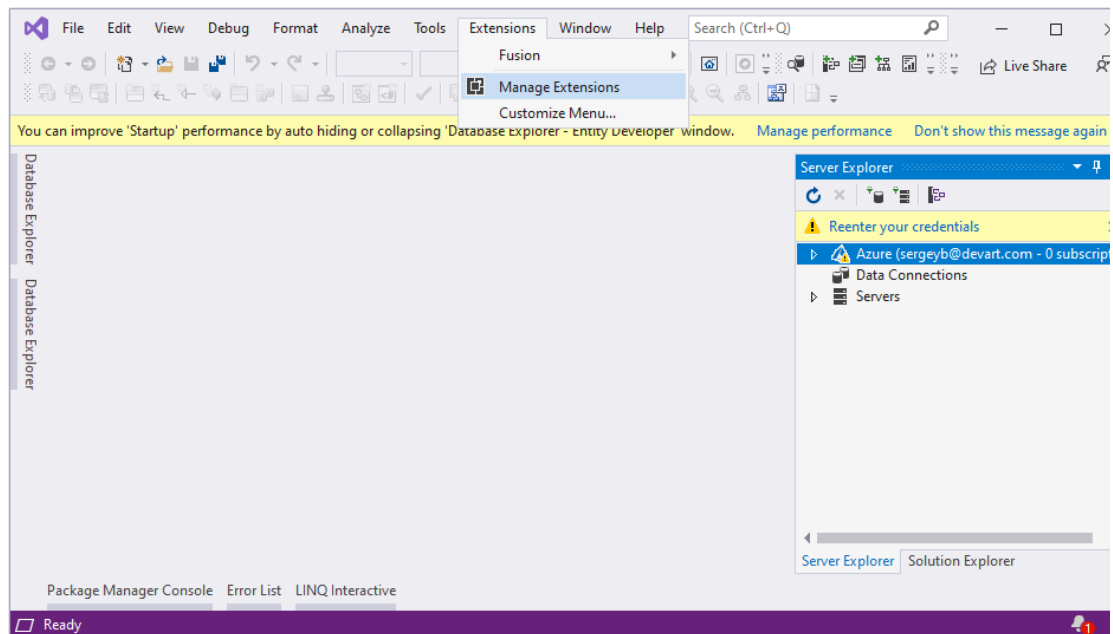 File Edit View Debug Format Analyze Tools Extensions Window Help Search (Ctrl+Q)
Fusion
Live Share
Manage Extensions
Customize Menu...
You can improve 'Startup' performance by auto hiding or collapsing 'Database Explorer - Entity Developer' window. Manage performance Don't show this message again
Database Explorer
Database Explorer
Server Explorer
Reenter your credentials
Azure (sergeyb@devart.com - 0 subscript
Data Connections
Servers
Server Explorer Solution Explorer
Package Manager Console Error List LINQ Interactive
Ready
1